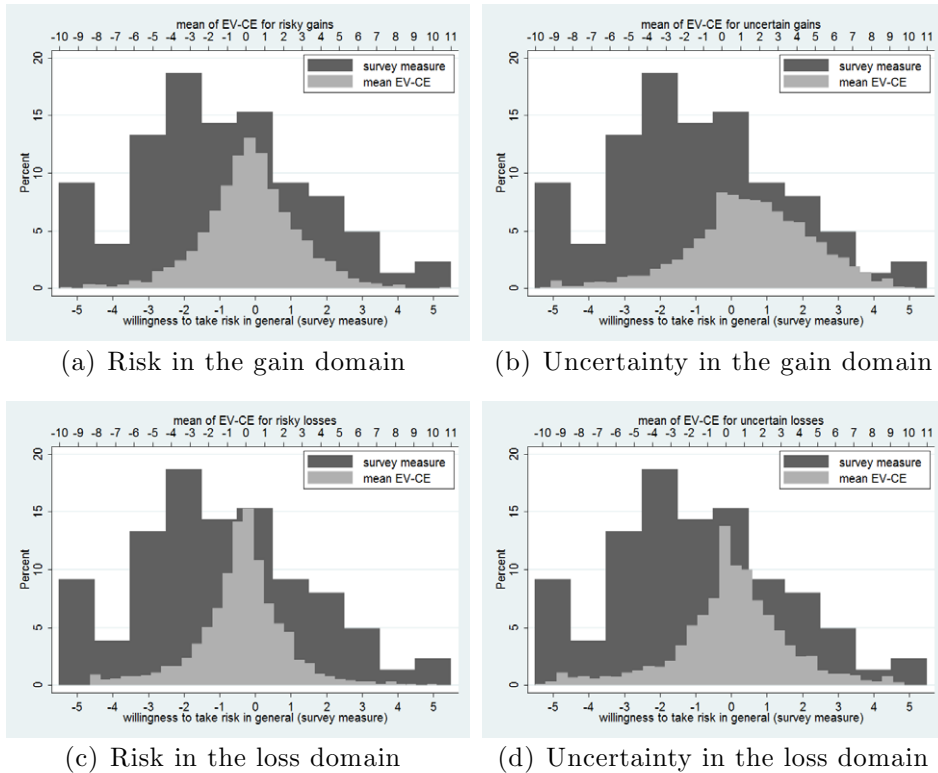 mean of EV-CE for risky gains
-10 -9 -8 -7 -6 -5 -4 -3 -2 -1 0 1 2 3 4 5 6 7 8 9 10 11
survey measure
mean EV-CE
Percent
20
15
10
5
0
-5 -4 -3 -2 -1 0 1 2 3 4 5
willingness to take risk in general (survey measure)
(a) Risk in the gain domain
mean of EV-CE for uncertain gains
-10 -9 -8 -7 -6 -5 -4 -3 -2 -1 0 1 2 3 4 5 6 7 8 9 10 11
survey measure
mean EV-CE
Percent
20
15
10
5
0
-5 -4 -3 -2 -1 0 1 2 3 4 5
willingness to take risk in general (survey measure)
(b) Uncertainty in the gain domain
mean of EV-CE for risky losses
-10 -9 -8 -7 -6 -5 -4 -3 -2 -1 0 1 2 3 4 5 6 7 8 9 10 11
survey measure
mean EV-CE
Percent
20
15
10
5
0
-5 -4 -3 -2 -1 0 1 2 3 4 5
willingness to take risk in general (survey measure)
(c) Risk in the loss domain
mean of EV-CE for uncertain losses
-10 -9 -8 -7 -6 -5 -4 -3 -2 -1 0 1 2 3 4 5 6 7 8 9 10 11
survey measure
mean EV-CE
Percent
20
15
10
5
0
-5 -4 -3 -2 -1 0 1 2 3 4 5
willingness to take risk in general (survey measure)
(d) Uncertainty in the loss domain